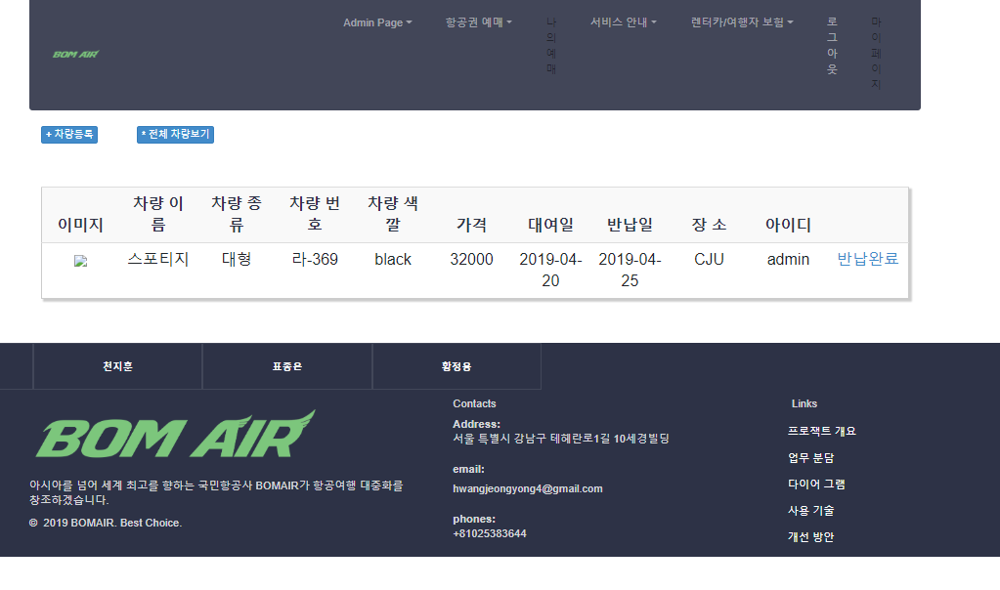 BOM AIR
Admin Page
항공권 예매
나의예매
서비스 안내
렌터카/여행자 보험
로그아웃
마이페이지
+ 차량등록
* 전체 차량보기
이미지
차량 이름
차량 종류
차량 번호
차량 색깔
가격
대여일
반납일
장 소
아이디
스포티지
대형
라-369
black
32000
2019-04-20
2019-04-25
CJU
admin
반납완료
천지훈
표중은
황정용
BOM AIR
아시아를 넘어 세계 최고를 향하는 국민항공사 BOMAIR가 항공여행 대중화를
창조하겠습니다.
© 2019 BOMAIR. Best Choice.
Contacts
Address:
서울 특별시 강남구 테헤란로1길 10세경빌딩
email:
hwangjeongyong4@gmail.com
phones:
+81025383644
Links
프로잭트 개요
업무 분담
다이어 그램
사용 기술
개선 방안